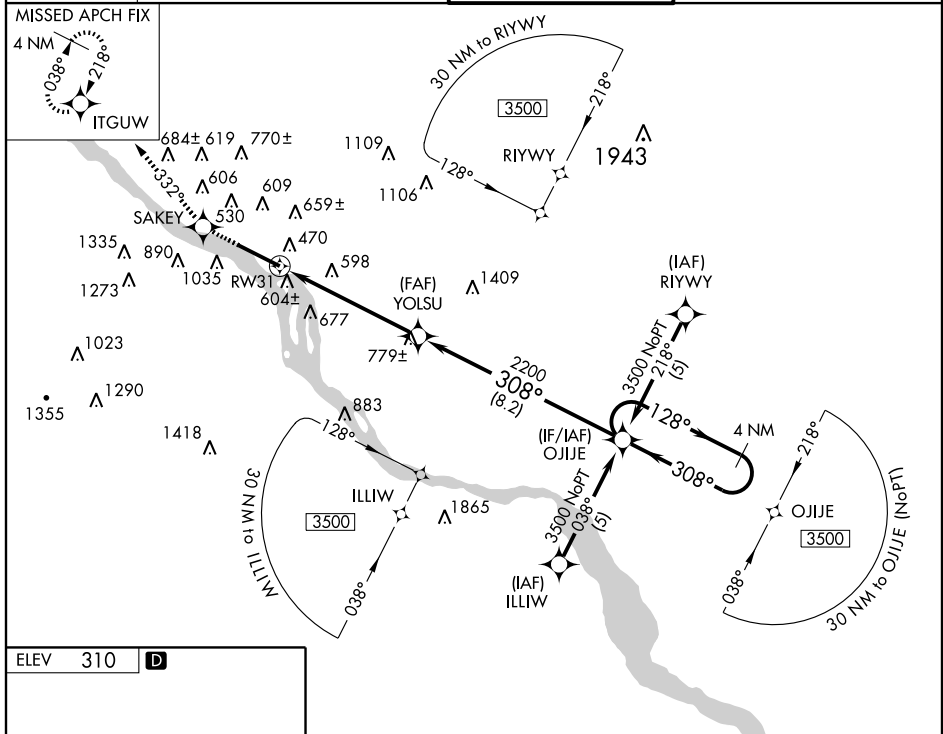 MISSED APCH FIX
4 NM
038°
218°
ITGUW
30 NM to RIYWY
3500
218°
RIYWY
128°
1943
684±
619
770±
1109
1106
332°
606
609
659±
SAKEY
530
470
1335
890
1035
598
RW31
604±
1273
677
(FAF)
YOLSU
1409
(IAF)
RIYWY
779±
1023
1290
1355
1418
2200
308°
(8.2)
3500 NoPT
218°
(5)
128°
4 NM
308°
(IF/IAF)
OJIJE
883
128°
30 NM to ILLIW
ILLIW
3500
038°
1865
3500 NoPT
038°
(5)
(IAF)
ILLIW
218°
OJIJE
3500
038°
30 NM to OJIJE (NoPT)
ELEV 310 D